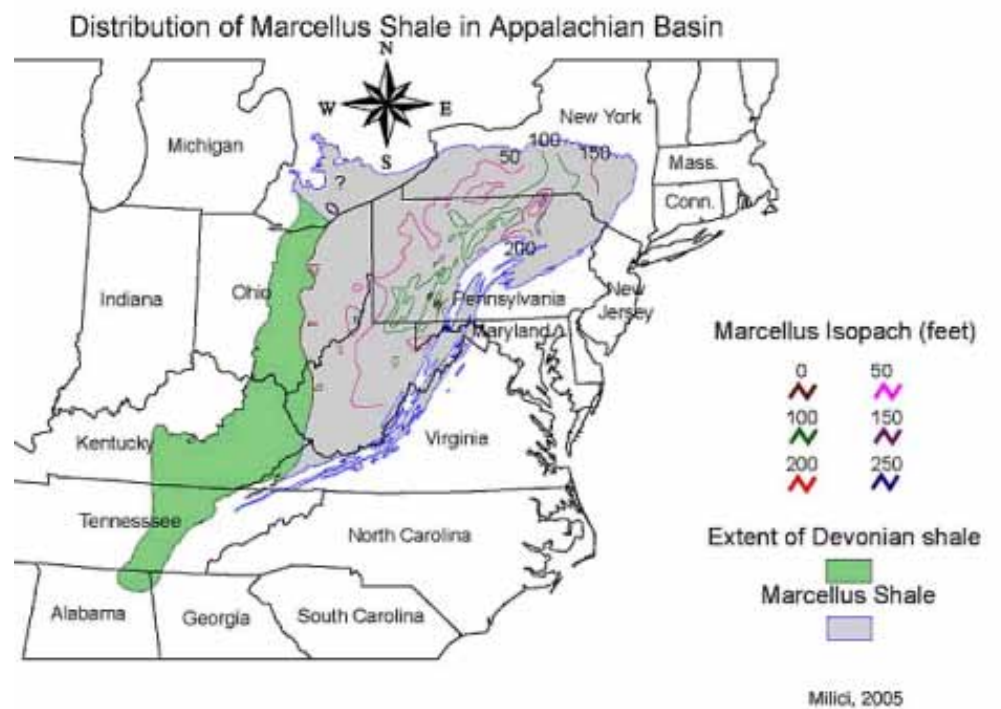 Distribution of Marcellus Shale in Appalachian Basin
N
W E
S
Michigan
New York
100
50
150
?
Mass.
Conn.
200
Indiana
Ohio
Pennsylvania
New
Jersey
Maryland
Kentucky
Virginia
Tennesssee
North Carolina
Alabama
Georgia
South Carolina
Marcellus Isopach (feet)
0 50
100 150
200 250
Extent of Devonian shale
Marcellus Shale
Milici, 2005